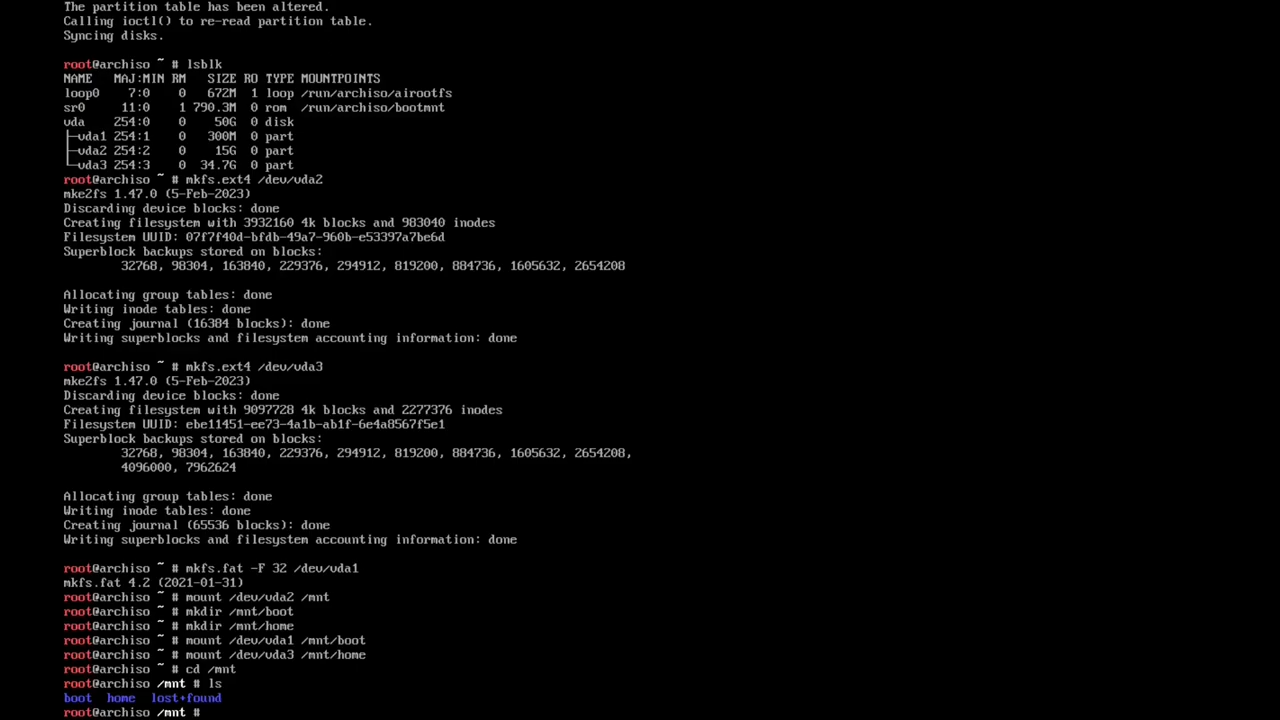 The partition table has been altered.
Calling ioctl() to re-read partition table.
Syncing disks.
root@archiso ~ # lsblk
NAME   MAJ:MIN RM   SIZE RO TYPE MOUNTPOINTS
loop0    7:0    0   672M  1 loop /run/archiso/airootfs
sr0     11:0    1 790.3M  0 rom  /run/archiso/bootmnt
vda    254:0    0    50G  0 disk
├─vda1 254:1    0   300M  0 part
├─vda2 254:2    0    15G  0 part
└─vda3 254:3    0  34.7G  0 part
root@archiso ~ # mkfs.ext4 /dev/vda2
mke2fs 1.47.0 (5-Feb-2023)
Discarding device blocks: done
Creating filesystem with 3932160 4k blocks and 983040 inodes
Filesystem UUID: 07f7f40d-bfdb-49a7-960b-e53397a7be6d
Superblock backups stored on blocks:
        32768, 98304, 163840, 229376, 294912, 819200, 884736, 1605632, 2654208
Allocating group tables: done
Writing inode tables: done
Creating journal (16384 blocks): done
Writing superblocks and filesystem accounting information: done
root@archiso ~ # mkfs.ext4 /dev/vda3
mke2fs 1.47.0 (5-Feb-2023)
Discarding device blocks: done
Creating filesystem with 9097728 4k blocks and 2277376 inodes
Filesystem UUID: ebe11451-ee73-4a1b-ab1f-6e4a8567f5e1
Superblock backups stored on blocks:
        32768, 98304, 163840, 229376, 294912, 819200, 884736, 1605632, 2654208,
        4096000, 7962624
Allocating group tables: done
Writing inode tables: done
Creating journal (65536 blocks): done
Writing superblocks and filesystem accounting information: done
root@archiso ~ # mkfs.fat -F 32 /dev/vda1
mkfs.fat 4.2 (2021-01-31)
root@archiso ~ # mount /dev/vda2 /mnt
root@archiso ~ # mkdir /mnt/boot
root@archiso ~ # mkdir /mnt/home
root@archiso ~ # mount /dev/vda1 /mnt/boot
root@archiso ~ # mount /dev/vda3 /mnt/home
root@archiso ~ # cd /mnt
root@archiso /mnt # ls
boot  home  lost+found
root@archiso /mnt #